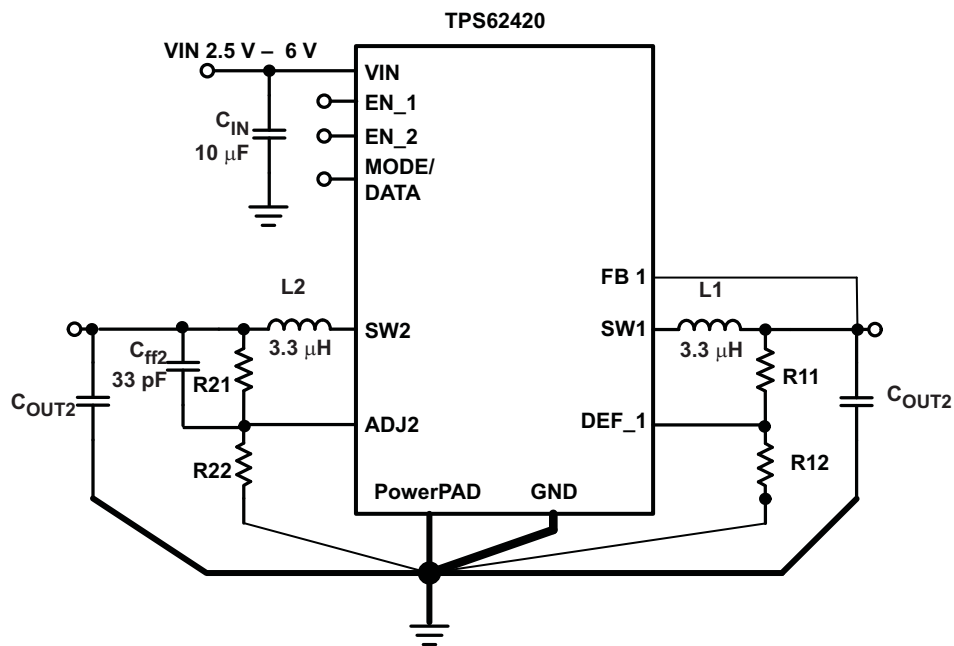 TPS62420
VIN 2.5 V – 6 V
VIN
EN_1
EN_2
MODE/
DATA
C_IN
10 μF
FB 1
L2
L1
SW2
SW1
3.3 μH
3.3 μH
C_ff2
33 pF
R21
R11
C_OUT2
C_OUT2
ADJ2
DEF_1
R22
R12
PowerPAD
GND